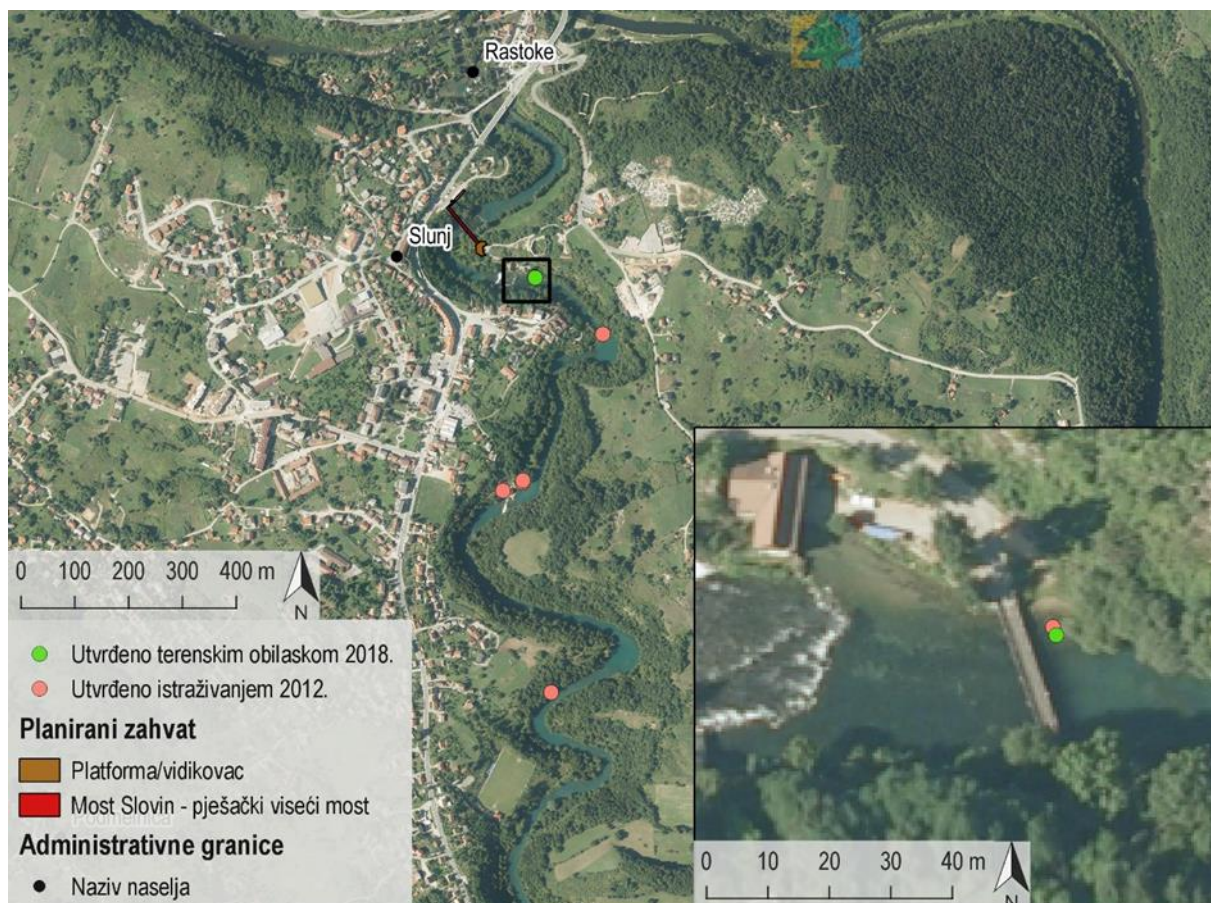 Rastoke
Slunj
0 100 200 300 400 m
N
Utvrđeno terenskim obilaskom 2018.
Utvrđeno istraživanjem 2012.
Planirani zahvat
Platforma/vidikovac
Most Slovin - pješački viseći most
Podmelnica
Administrativne granice
Naziv naselja
0 10 20 30 40 m
N